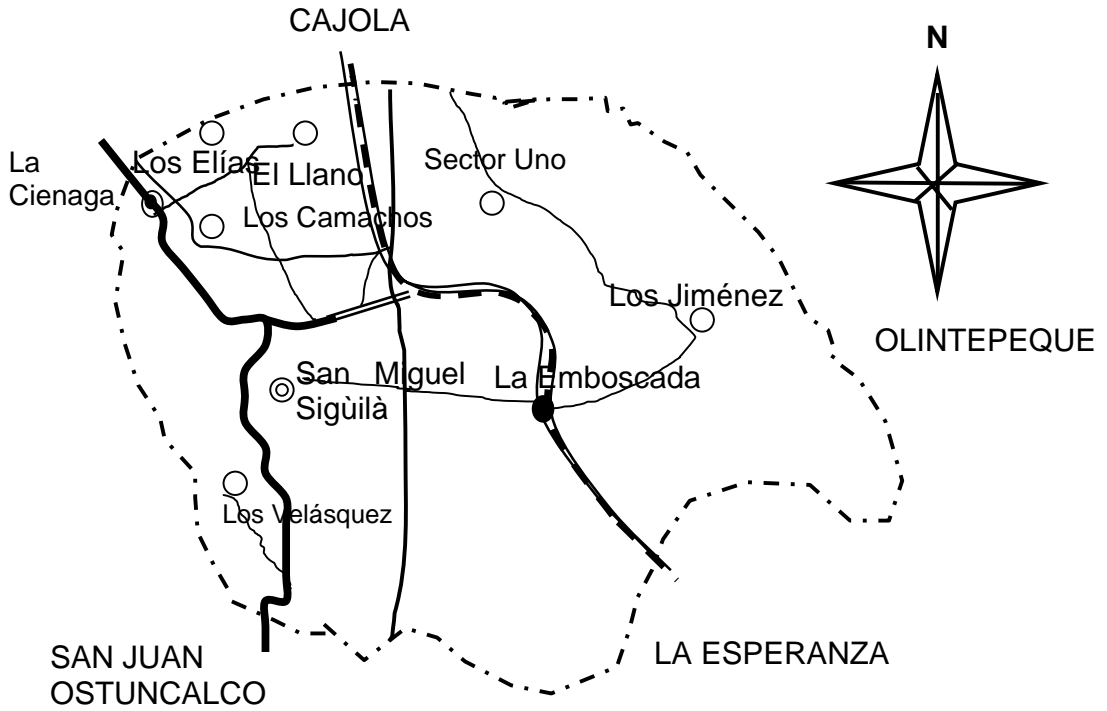 CAJOLA
N
La
Cienaga
Los Elías
El Llano
Sector Uno
Los Camachos
Los Jiménez
OLINTEPEQUE
San Miguel
Sigùilà
La Emboscada
Los Velásquez
SAN JUAN
OSTUNCALCO
LA ESPERANZA